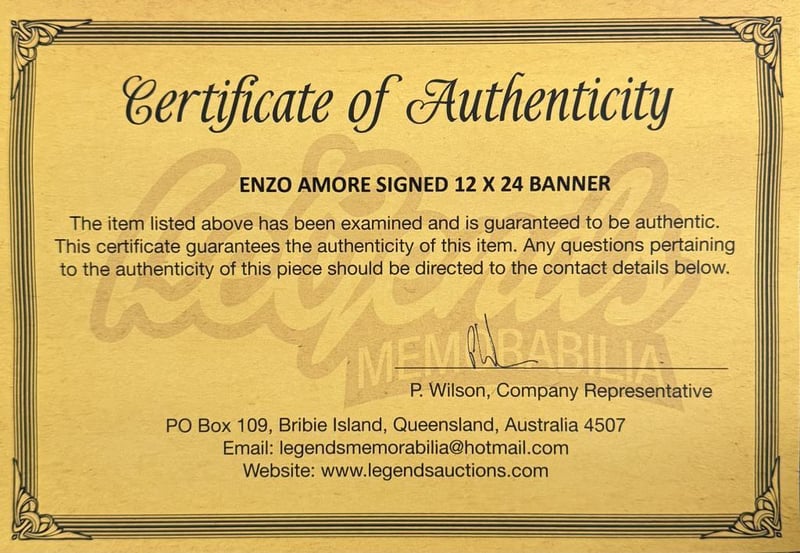 Certificate of Authenticity
ENZO AMORE SIGNED 12 X 24 BANNER
The item listed above has been examined and is guaranteed to be authentic.
This certificate guarantees the authenticity of this item. Any questions pertaining
to the authenticity of this piece should be directed to the contact details below.
Legends
MEMORABILIA
P. Wilson, Company Representative
PO Box 109, Bribie Island, Queensland, Australia 4507
Email: legendsmemorabilia@hotmail.com
Website: www.legendsauctions.com